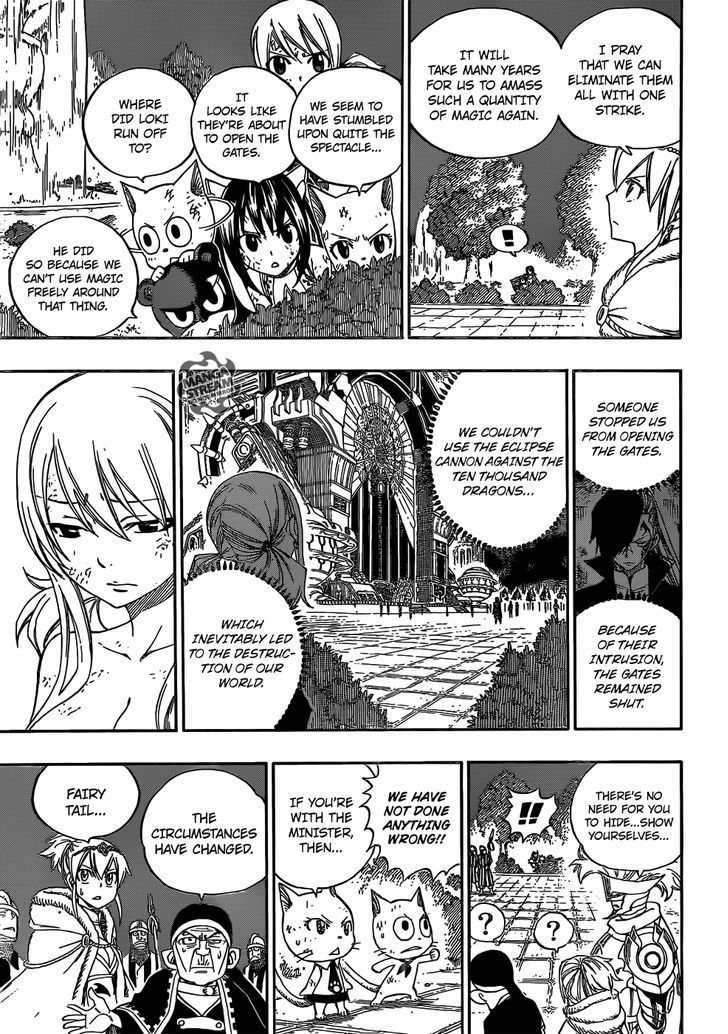 I PRAY
THAT WE CAN
ELIMINATE THEM
ALL WITH ONE
STRIKE.
IT WILL
TAKE MANY YEARS
FOR US TO AMASS
SUCH A QUANTITY
OF MAGIC AGAIN.
!
WE SEEM TO
HAVE STUMBLED
UPON QUITE THE
SPECTACLE...
IT
LOOKS LIKE
THEY'RE ABOUT
TO OPEN THE
GATES.
WHERE
DID LOKI
RUN OFF
TO?
HE DID
SO BECAUSE WE
CAN'T USE MAGIC
FREELY AROUND
THAT THING.
MANGA
STREAM
SOMEONE
STOPPED US
FROM OPENING
THE GATES.
BECAUSE
OF THEIR
INTRUSION,
THE GATES
REMAINED
SHUT.
WE COULDN'T
USE THE ECLIPSE
CANNON AGAINST THE
TEN THOUSAND
DRAGONS...
WHICH
INEVITABLY LED
TO THE DESTRUC-
TION OF OUR
WORLD.
THERE'S NO
NEED FOR YOU
TO HIDE...SHOW
YOURSELVES...
!!
?
?
WE HAVE
NOT DONE
ANYTHING
WRONG!!
IF YOU'RE
WITH THE
MINISTER,
THEN...
THE
CIRCUMSTANCES
HAVE CHANGED.
FAIRY
TAIL...